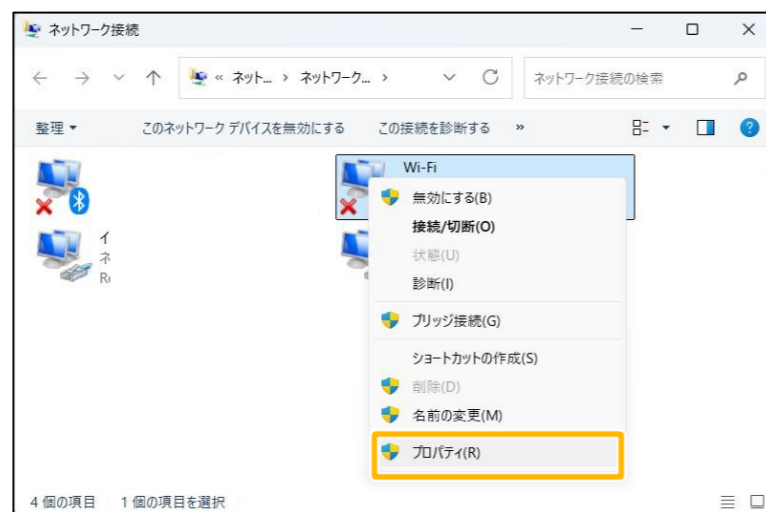 ネットワーク接続
« ネット... › ネットワーク... ›
ネットワーク接続の検索
整理
このネットワーク デバイスを無効にする
この接続を診断する
»
Wi-Fi
無効にする(B)
接続/切断(O)
状態(U)
診断(I)
ブリッジ接続(G)
ショートカットの作成(S)
削除(D)
名前の変更(M)
プロパティ(R)
イ
ネ
Re
4 個の項目
1 個の項目を選択